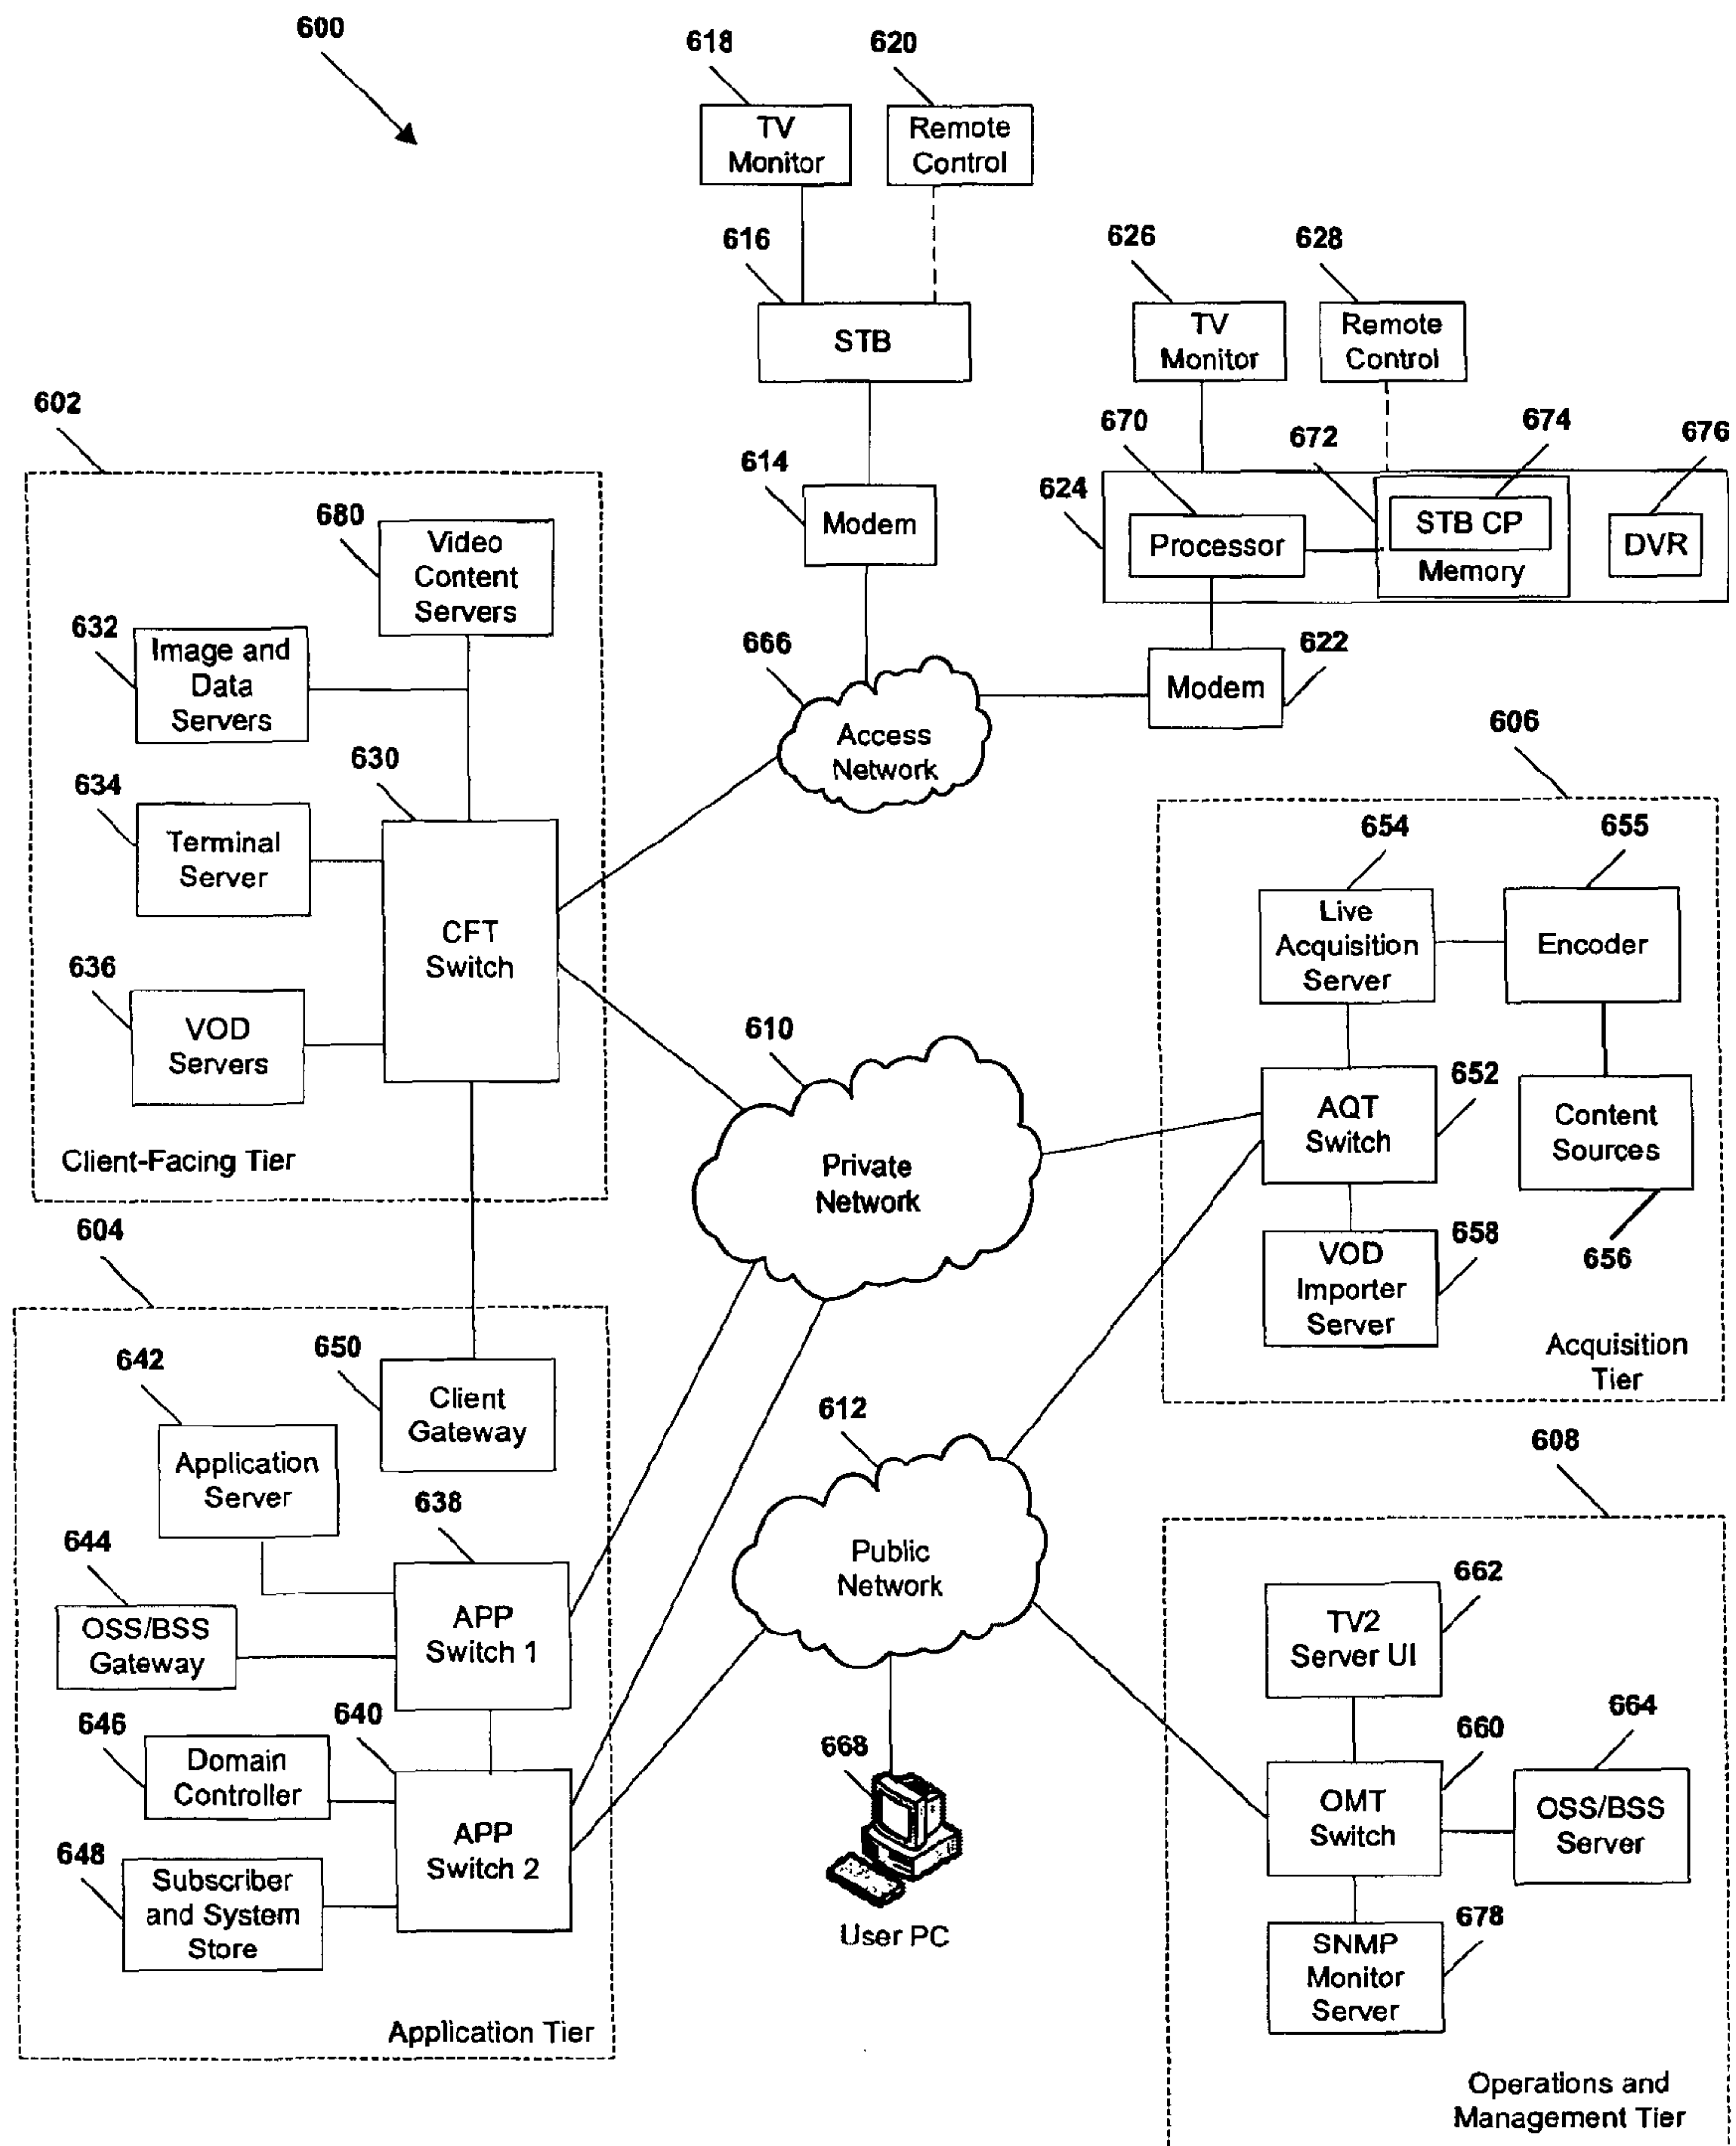 600
618
620
TV
Monitor
Remote
Control
616
STB
626
628
TV
Monitor
Remote
Control
602
614
Modem
670
672
674
676
624
Processor
STB CP
Memory
DVR
680
Video
Content
Servers
632
Image and
Data
Servers
666
Access
Network
Modem
622
634
Terminal
Server
630
CFT
Switch
636
VOD
Servers
Client-Facing Tier
606
654
655
Live
Acquisition
Server
Encoder
610
Private
Network
652
AQT
Switch
Content
Sources
656
658
VOD
Importer
Server
Acquisition
Tier
604
642
650
Client
Gateway
Application
Server
638
644
OSS/BSS
Gateway
APP
Switch 1
646
640
Domain
Controller
APP
Switch 2
648
Subscriber
and System
Store
Application Tier
612
Public
Network
668
User PC
608
662
TV2
Server UI
660
664
OMT
Switch
OSS/BSS
Server
678
SNMP
Monitor
Server
Operations and
Management Tier